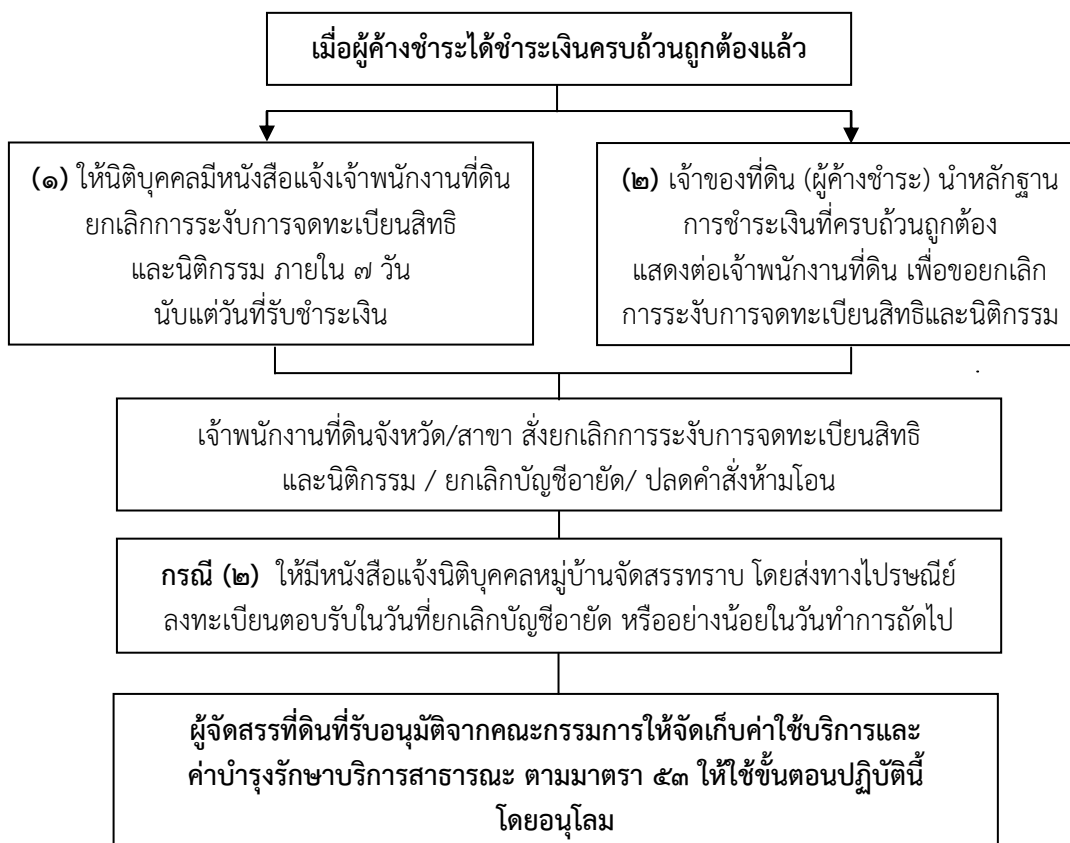 เมื่อผู้ค้างชำระได้ชำระเงินครบถ้วนถูกต้องแล้ว
(๑) ให้นิติบุคคลมีหนังสือแจ้งเจ้าพนักงานที่ดิน
ยกเลิกการระงับการจดทะเบียนสิทธิ
และนิติกรรม ภายใน ๗ วัน
นับแต่วันที่รับชำระเงิน
(๒) เจ้าของที่ดิน (ผู้ค้างชำระ) นำหลักฐาน
การชำระเงินที่ครบถ้วนถูกต้อง
แสดงต่อเจ้าพนักงานที่ดิน เพื่อขอยกเลิก
การระงับการจดทะเบียนสิทธิและนิติกรรม
เจ้าพนักงานที่ดินจังหวัด/สาขา สั่งยกเลิกการระงับการจดทะเบียนสิทธิ
และนิติกรรม / ยกเลิกบัญชีอายัด/ ปลดคำสั่งห้ามโอน
กรณี (๒) ให้มีหนังสือแจ้งนิติบุคคลหมู่บ้านจัดสรรทราบ โดยส่งทางไปรษณีย์
ลงทะเบียนตอบรับในวันที่ยกเลิกบัญชีอายัด หรืออย่างน้อยในวันทำการถัดไป
ผู้จัดสรรที่ดินที่รับอนุมัติจากคณะกรรมการให้จัดเก็บค่าใช้บริการและ
ค่าบำรุงรักษาบริการสาธารณะ ตามมาตรา ๕๓ ให้ใช้ขั้นตอนปฏิบัตินี้
โดยอนุโลม